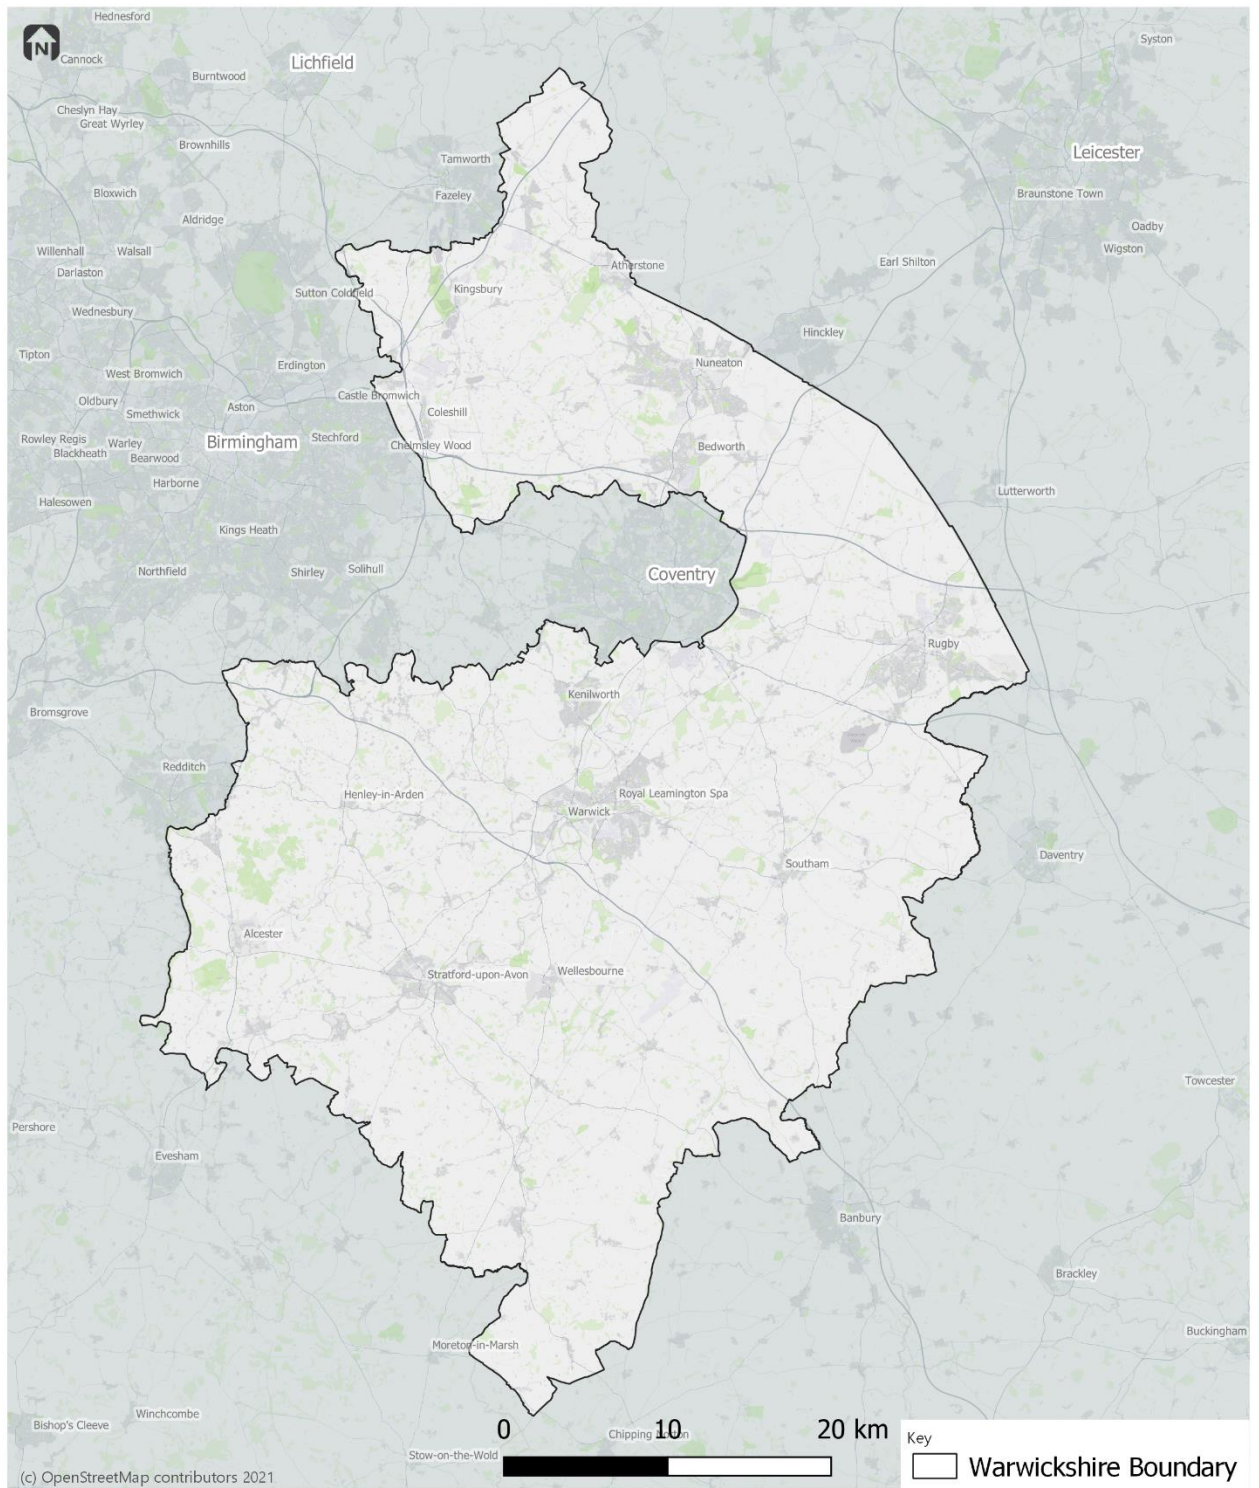 Hednesford
Syston
N
Cannock
Lichfield
Burntwood
Cheslyn Hay
Great Wyrley
Brownhills
Leicester
Tamworth
Fazeley
Bloxwich
Braunstone Town
Aldridge
Oadby
Willenhall
Walsall
Wigston
Earl Shilton
Atherstone
Darlaston
Kingsbury
Sutton Coldfield
Wednesbury
Hinckley
Tipton
Nuneaton
Erdington
West Bromwich
Castle Bromwich
Oldbury
Aston
Smethwick
Coleshill
Rowley Regis
Warley
Birmingham
Stechford
Chelmsley Wood
Bedworth
Blackheath
Bearwood
Harborne
Lutterworth
Halesowen
Kings Heath
Northfield
Shirley
Solihull
Coventry
Rugby
Kenilworth
Bromsgrove
Redditch
Henley-in-Arden
Royal Leamington Spa
Warwick
Daventry
Southam
Alcester
Stratford-upon-Avon
Wellesbourne
Towcester
Pershore
Evesham
Banbury
Brackley
Buckingham
Moreton-in-Marsh
Winchcombe
Bishop's Cleeve
Chipping Norton
Stow-on-the-Wold
0 10 20 km
Key
Warwickshire Boundary
(c) OpenStreetMap contributors 2021